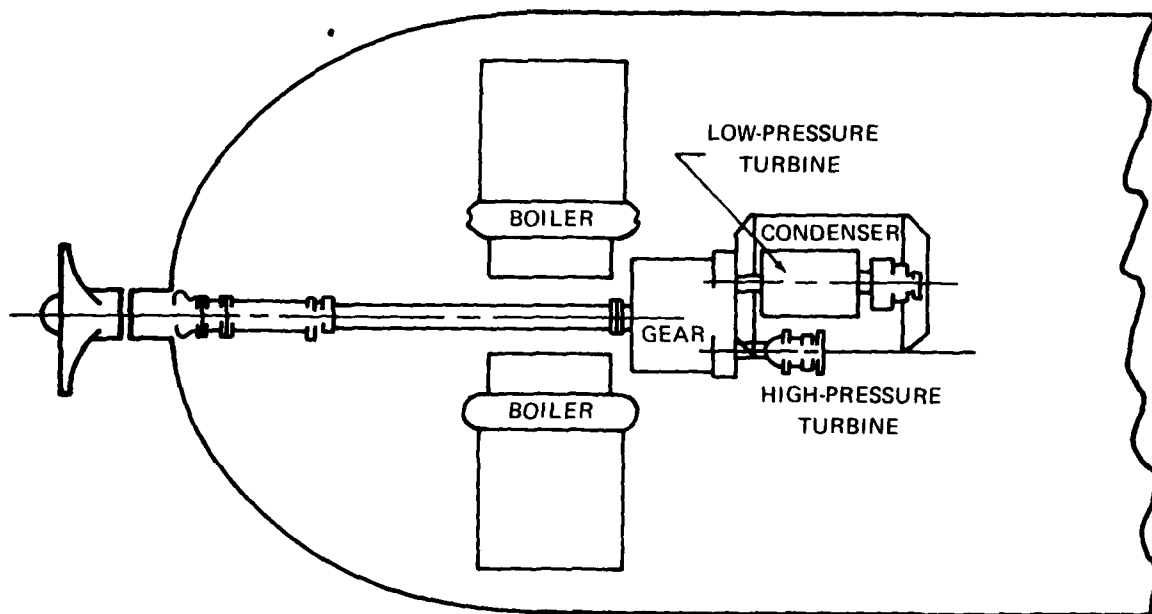 LOW-PRESSURE
TURBINE
BOILER
CONDENSER
GEAR
BOILER
HIGH-PRESSURE
TURBINE